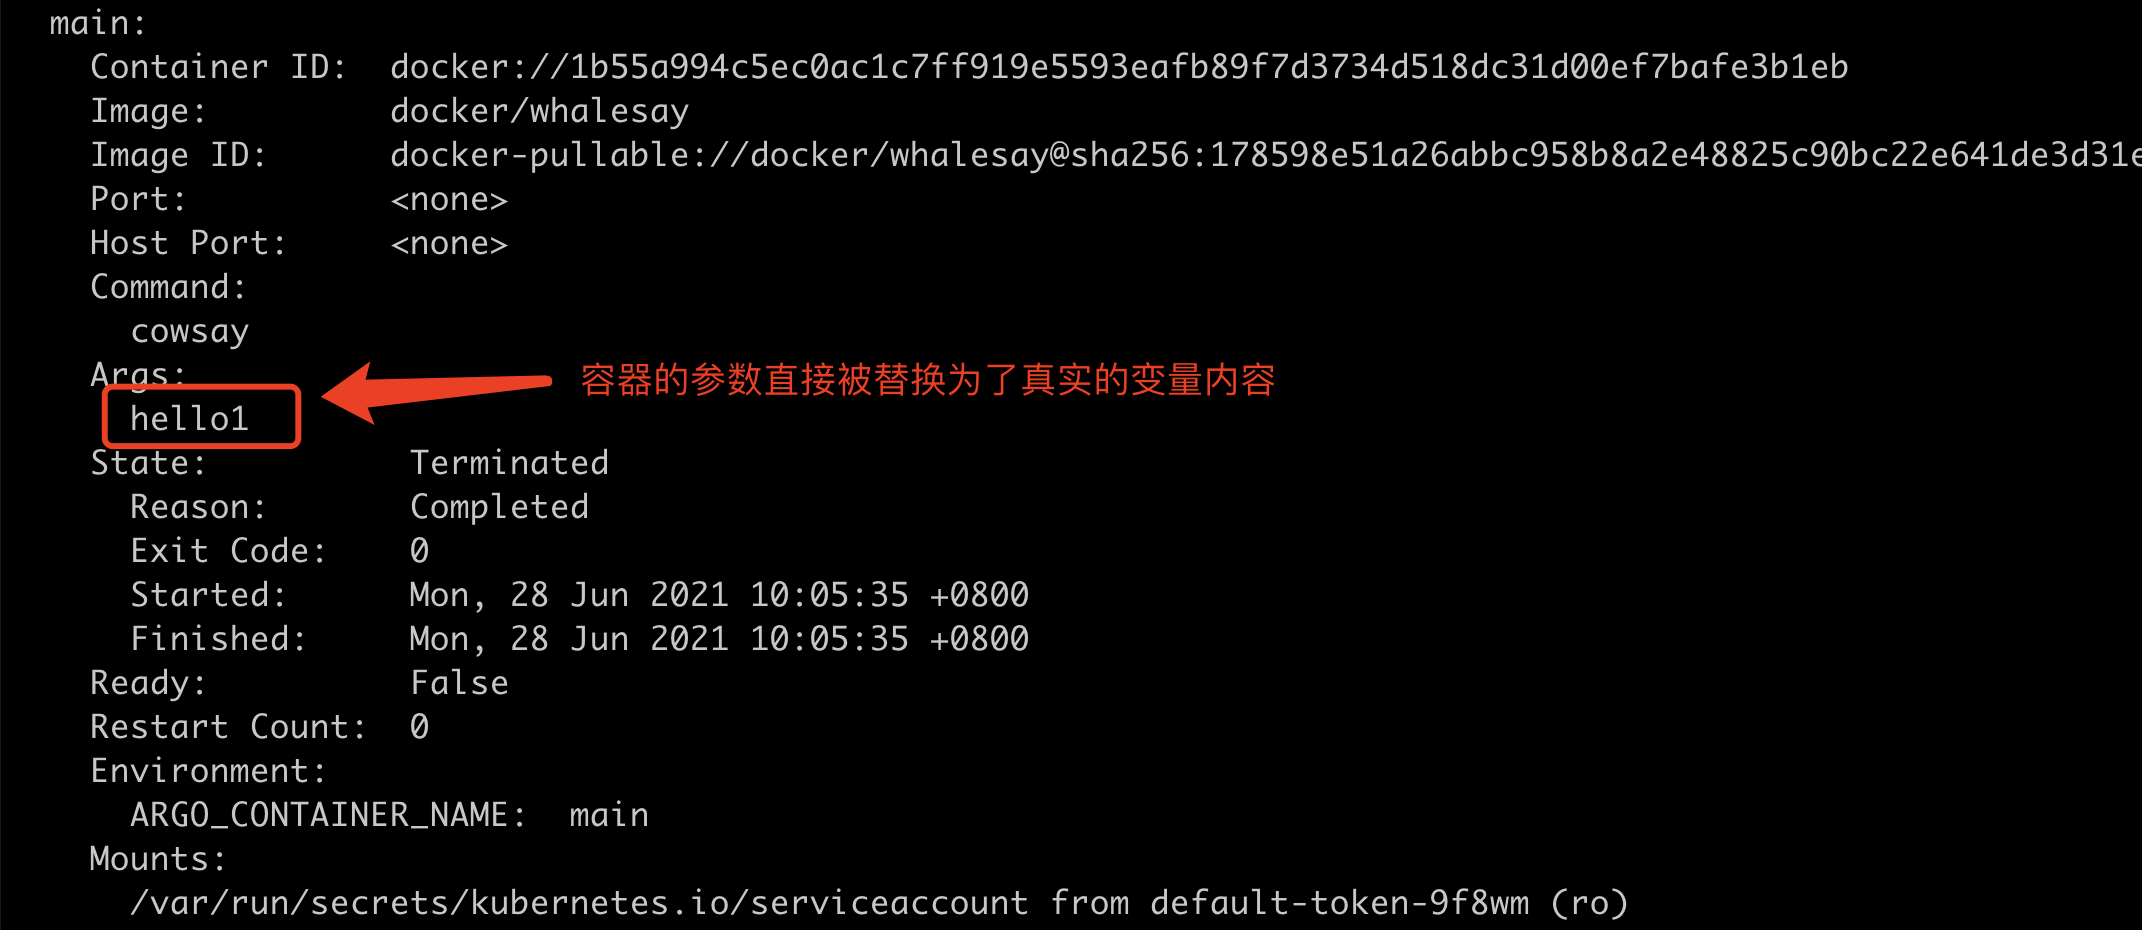 main:
Container ID: docker://1b55a994c5ec0ac1c7ff919e5593eafb89f7d3734d518dc31d00ef7bafe3b1eb
Image: docker/whalesay
Image ID: docker-pullable://docker/whalesay@sha256:178598e51a26abbc958b8a2e48825c90bc22e641de3d31e
Port: <none>
Host Port: <none>
Command:
cowsay
Args:
容器的参数直接被替换为了真实的变量内容
hello1
State: Terminated
Reason: Completed
Exit Code: 0
Started: Mon, 28 Jun 2021 10:05:35 +0800
Finished: Mon, 28 Jun 2021 10:05:35 +0800
Ready: False
Restart Count: 0
Environment:
ARGO_CONTAINER_NAME: main
Mounts:
/var/run/secrets/kubernetes.io/serviceaccount from default-token-9f8wm (ro)